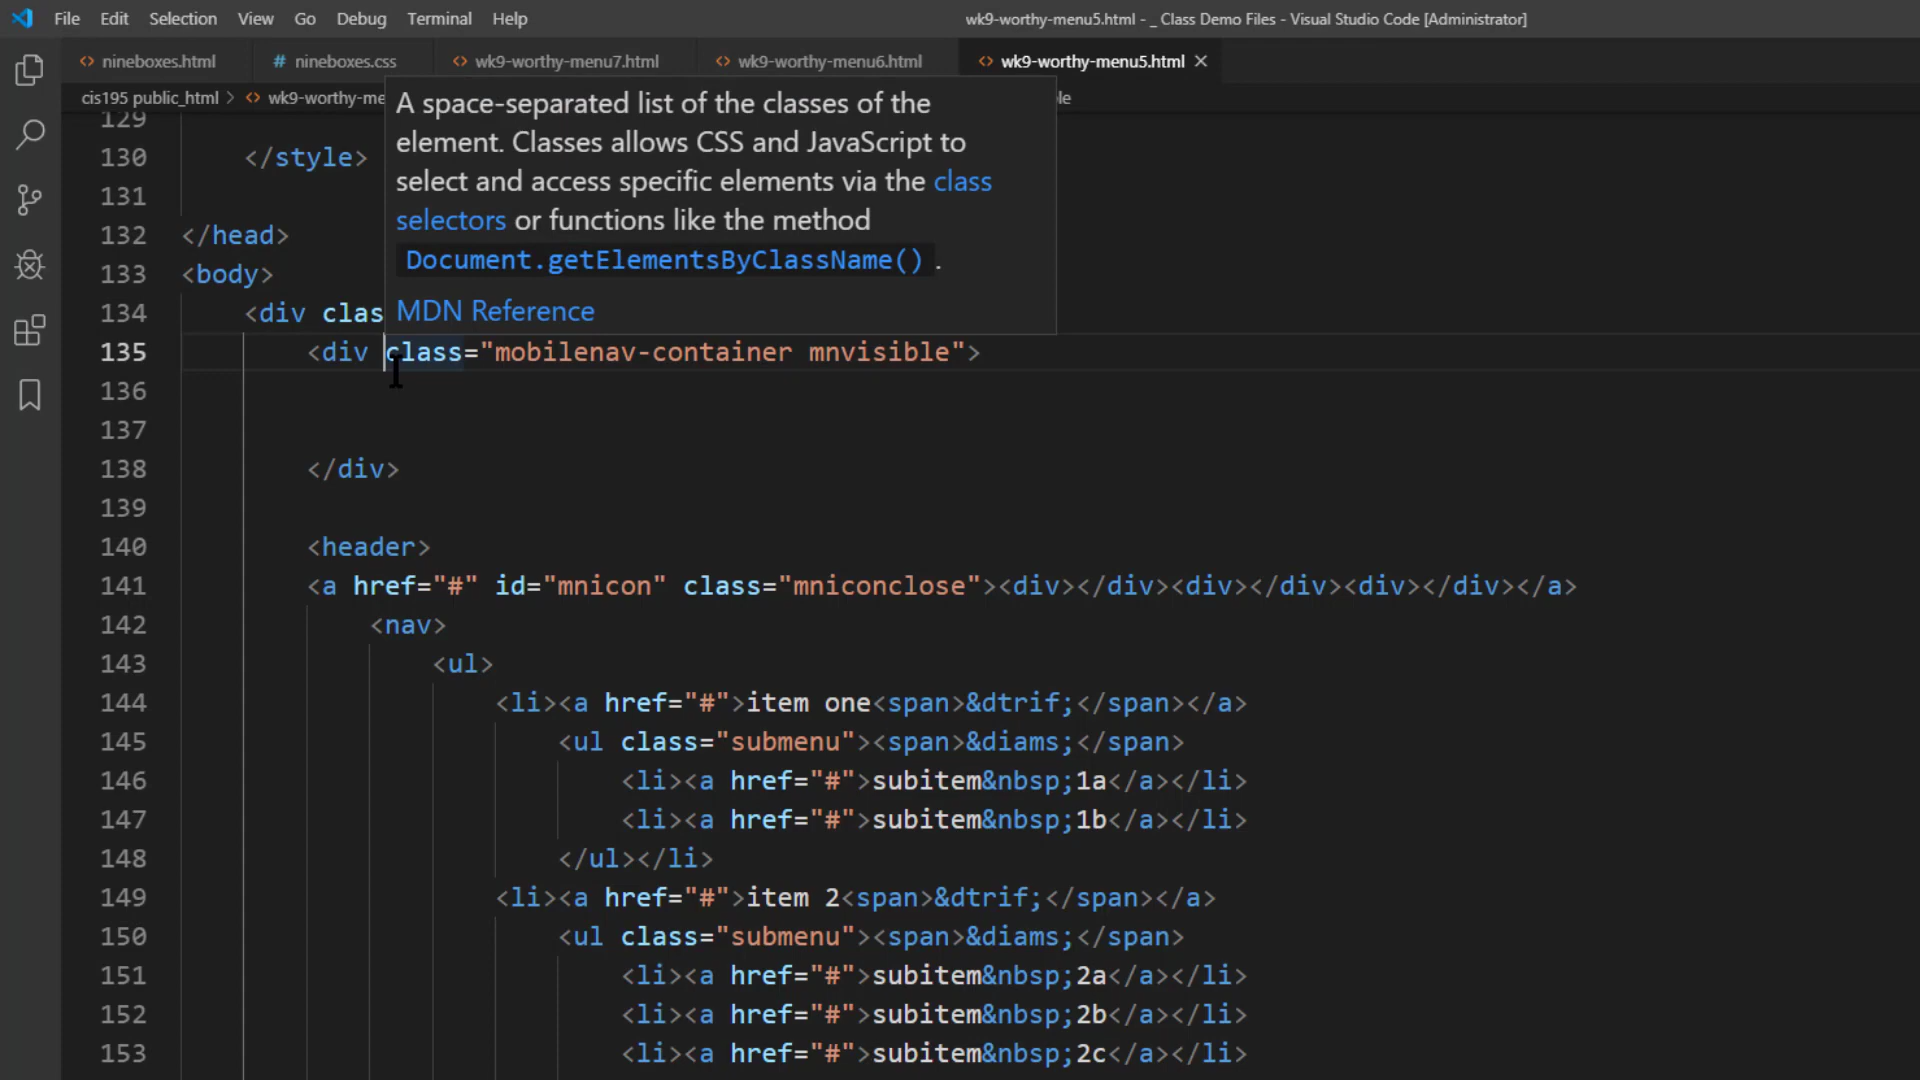 File Edit Selection View Go Debug Terminal Help
wk9-worthy-menu5.html - _ Class Demo Files - Visual Studio Code [Administrator]
nineboxes.html # nineboxes.css wk9-worthy-menu7.html wk9-worthy-menu6.html wk9-worthy-menu5.html
cis195 public_html > wk9-worthy-me
A space-separated list of the classes of the
element. Classes allows CSS and JavaScript to
select and access specific elements via the class
selectors or functions like the method
Document.getElementsByClassName() .
MDN Reference
129
130 </style>
131
132 </head>
133 <body>
134 <div clas
135 <div class="mobilenav-container mnvisible">
136
137
138 </div>
139
140 <header>
141 <a href="#" id="mnicon" class="mniconclose"><div></div><div></div><div></div></a>
142 <nav>
143 <ul>
144 <li><a href="#">item one<span>&dtrif;</span></a>
145 <ul class="submenu"><span>&diams;</span>
146 <li><a href="#">subitem&nbsp;1a</a></li>
147 <li><a href="#">subitem&nbsp;1b</a></li>
148 </ul></li>
149 <li><a href="#">item 2<span>&dtrif;</span></a>
150 <ul class="submenu"><span>&diams;</span>
151 <li><a href="#">subitem&nbsp;2a</a></li>
152 <li><a href="#">subitem&nbsp;2b</a></li>
153 <li><a href="#">subitem&nbsp;2c</a></li>